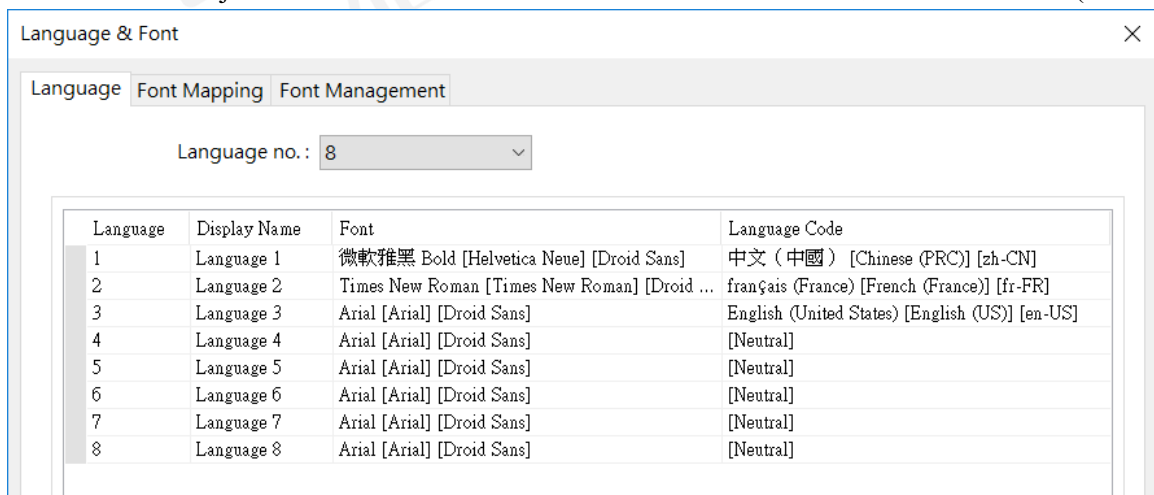 Language & Font
Language Font Mapping Font Management
Language no. : 8
Language Display Name Font Language Code
1 Language 1 微軟雅黑 Bold [Helvetica Neue] [Droid Sans] 中文（中國） [Chinese (PRC)] [zh-CN]
2 Language 2 Times New Roman [Times New Roman] [Droid ... français (France) [French (France)] [fr-FR]
3 Language 3 Arial [Arial] [Droid Sans] English (United States) [English (US)] [en-US]
4 Language 4 Arial [Arial] [Droid Sans] [Neutral]
5 Language 5 Arial [Arial] [Droid Sans] [Neutral]
6 Language 6 Arial [Arial] [Droid Sans] [Neutral]
7 Language 7 Arial [Arial] [Droid Sans] [Neutral]
8 Language 8 Arial [Arial] [Droid Sans] [Neutral]